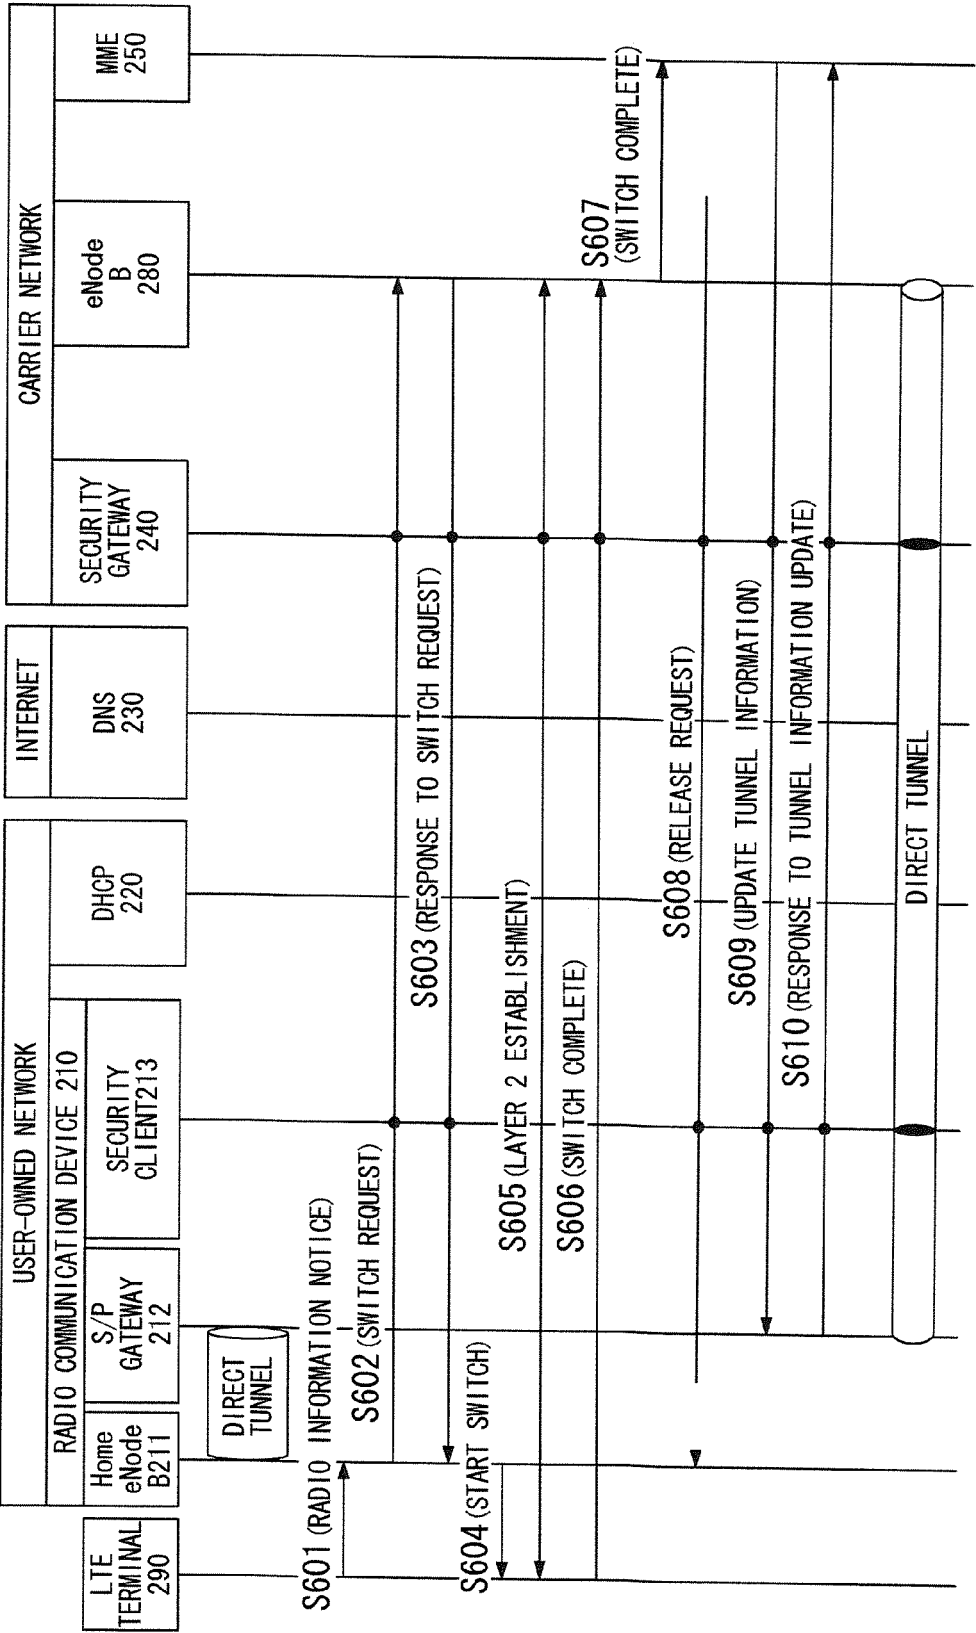 USER-OWNED NETWORK
INTERNET
CARRIER NETWORK
RADIO COMMUNICATION DEVICE 210
LTE
TERMINAL
290
Home
eNode
B211
S/P
GATEWAY
212
SECURITY
CLIENT213
DHCP
220
DNS
230
SECURITY
GATEWAY
240
eNode
B
280
MME
250
DIRECT
TUNNEL
S601 (RADIO INFORMATION NOTICE)
S602 (SWITCH REQUEST)
S603 (RESPONSE TO SWITCH REQUEST)
S604 (START SWITCH)
S605 (LAYER 2 ESTABLISHMENT)
S606 (SWITCH COMPLETE)
S607
(SWITCH COMPLETE)
S608 (RELEASE REQUEST)
S609 (UPDATE TUNNEL INFORMATION)
S610 (RESPONSE TO TUNNEL INFORMATION UPDATE)
DIRECT TUNNEL